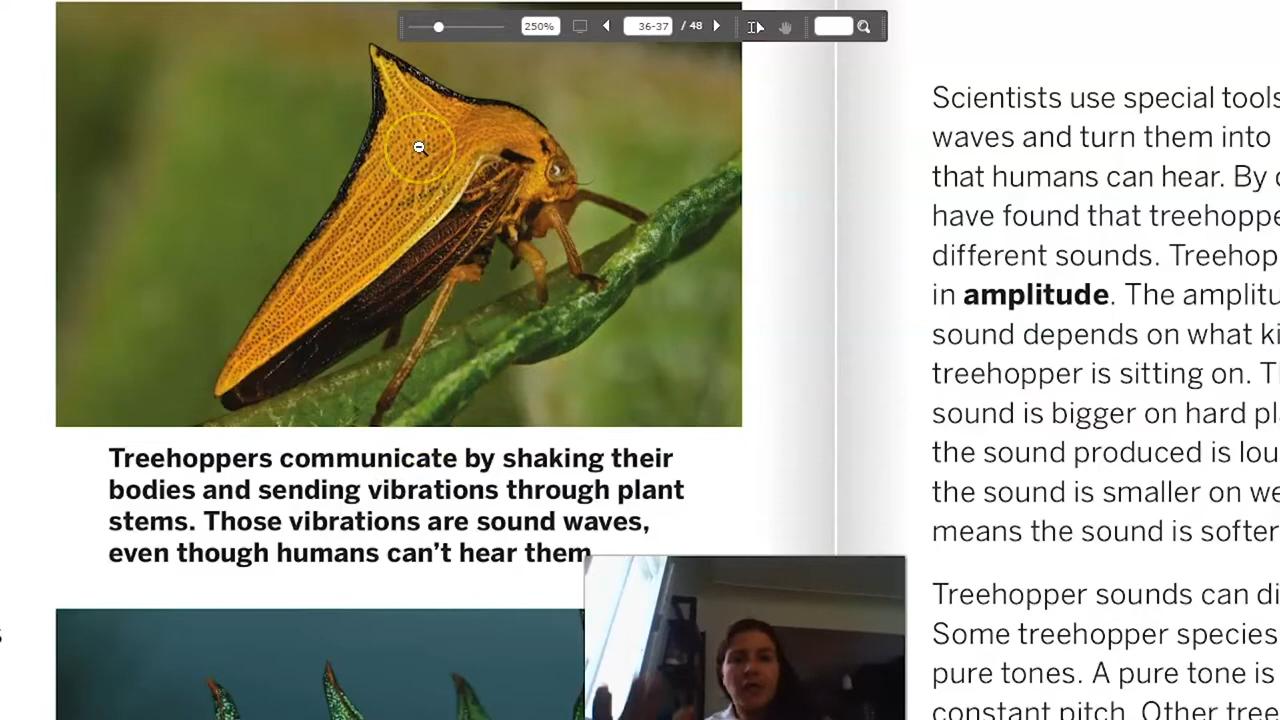 250%
36-37 / 48
Treehoppers communicate by shaking their
bodies and sending vibrations through plant
stems. Those vibrations are sound waves,
even though humans can't hear them
s
Scientists use special tools
waves and turn them into
that humans can hear. By
have found that treehoppe
different sounds. Treehop
in amplitude. The amplitu
sound depends on what ki
treehopper is sitting on. T
sound is bigger on hard pl
the sound produced is lou
the sound is smaller on we
means the sound is softer
Treehopper sounds can di
Some treehopper species
pure tones. A pure tone is
constant pitch. Other tree